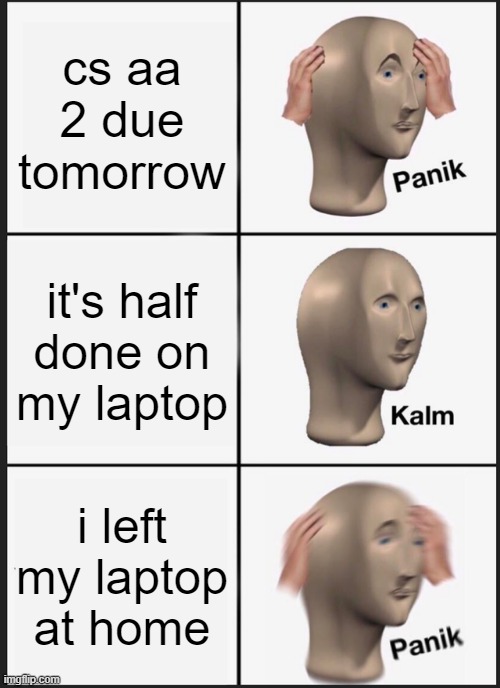 cs aa
2 due
tomorrow
Panik
it's half
done on
my laptop
Kalm
i left
my laptop
at home
Panik
imgflip.com